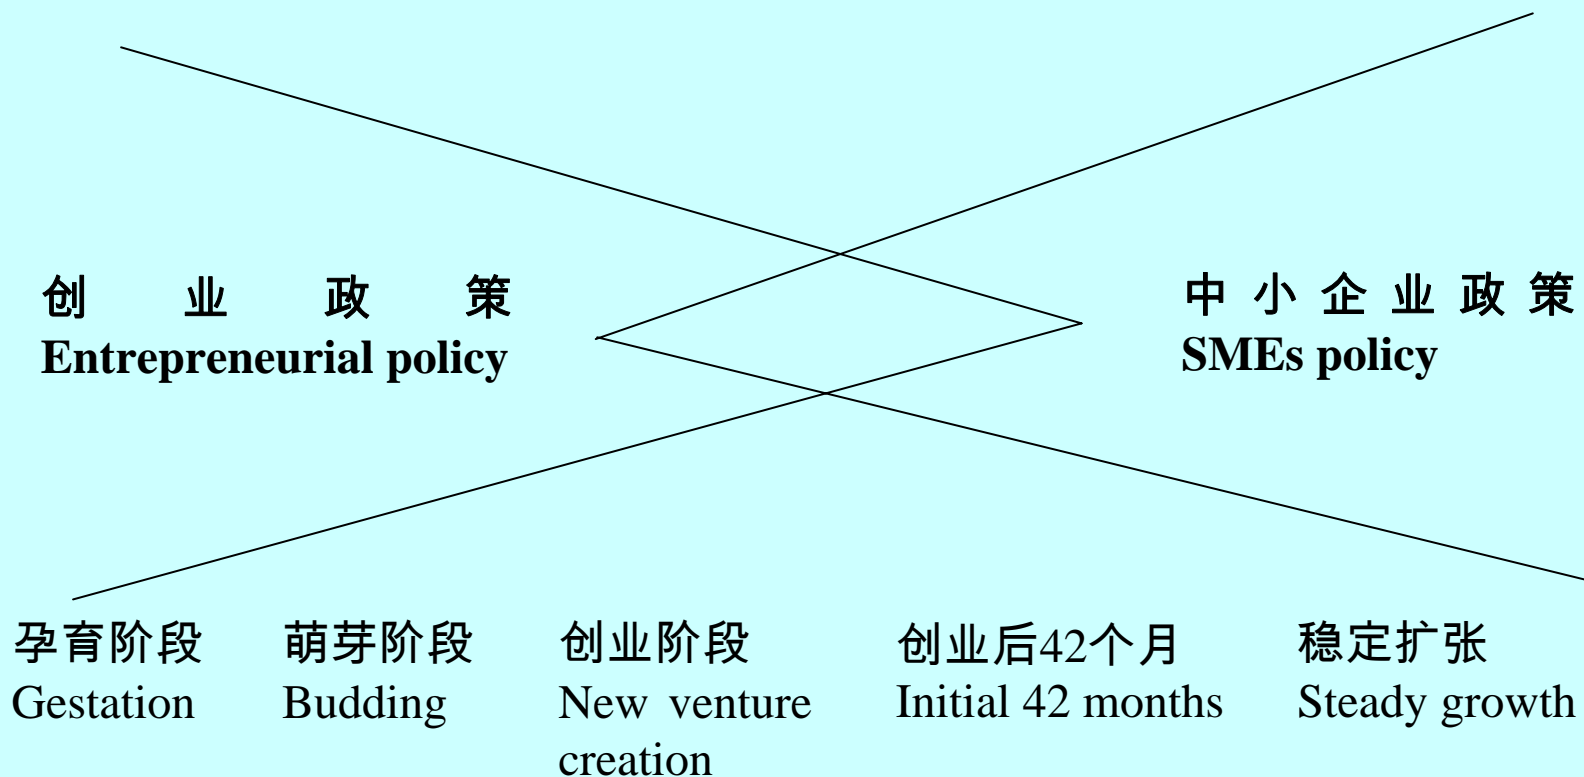 创 业 政 策
Entrepreneurial policy
中小企业政策
SMEs policy
孕育阶段
Gestation
萌芽阶段
Budding
创业阶段
New venture
creation
创业后42个月
Initial 42 months
稳定扩张
Steady growth